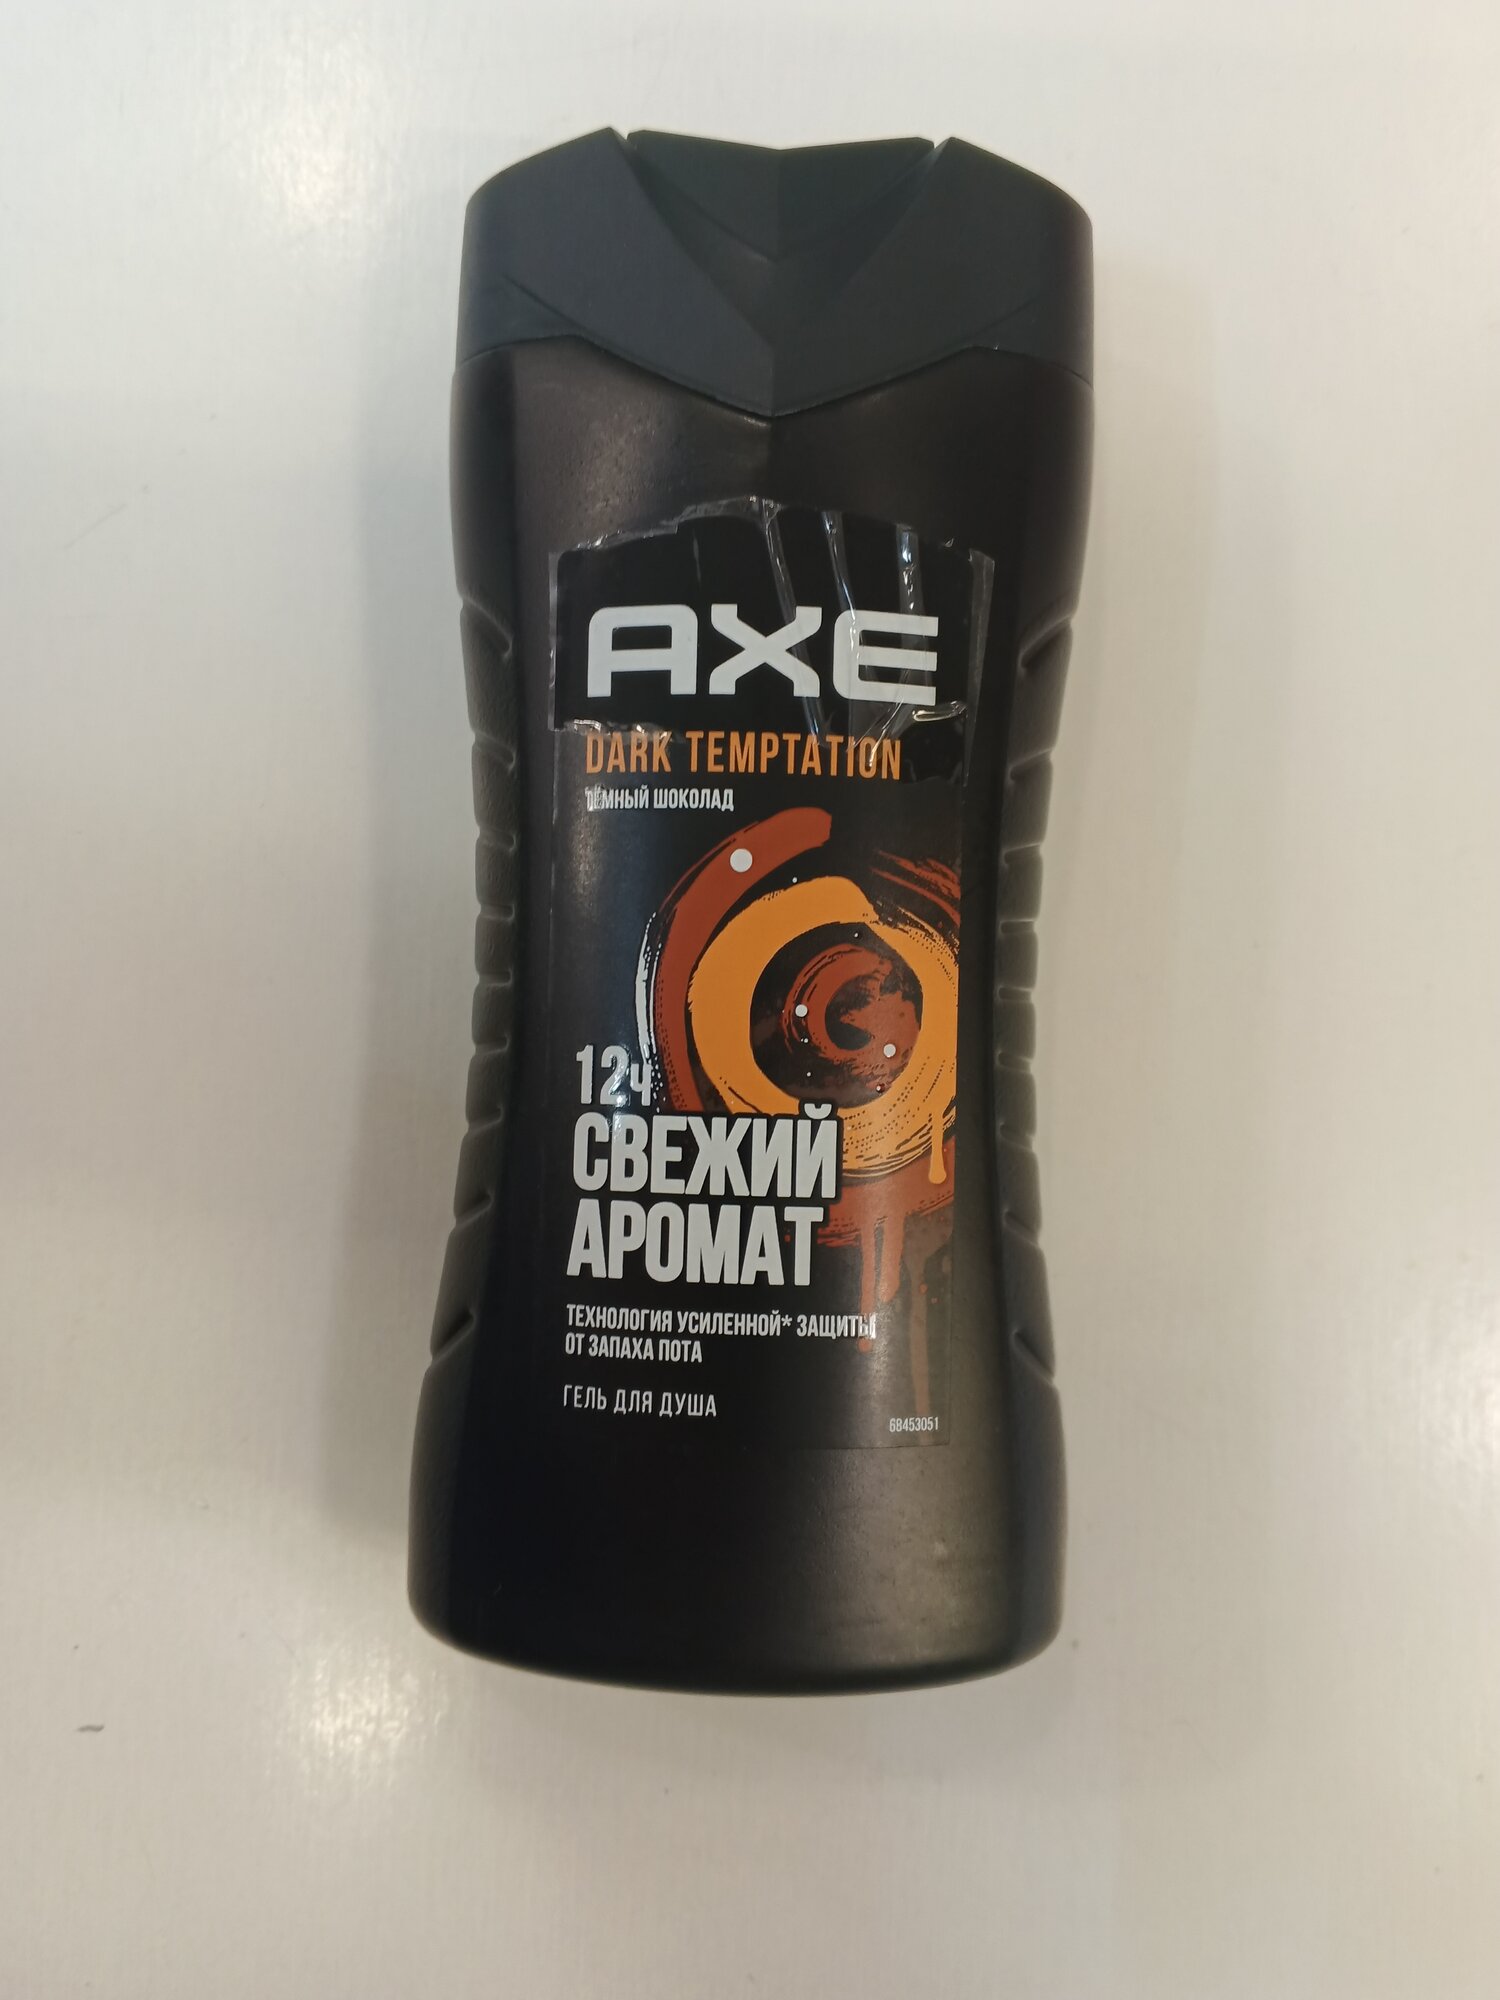 AXE
DARK TEMPTATION
ТЁМНЫЙ ШОКОЛАД
12ч
СВЕЖИЙ
АРОМАТ
ТЕХНОЛОГИЯ УСИЛЕННОЙ* ЗАЩИТЫ
ОТ ЗАПАХА ПОТА
ГЕЛЬ ДЛЯ ДУША
68453051